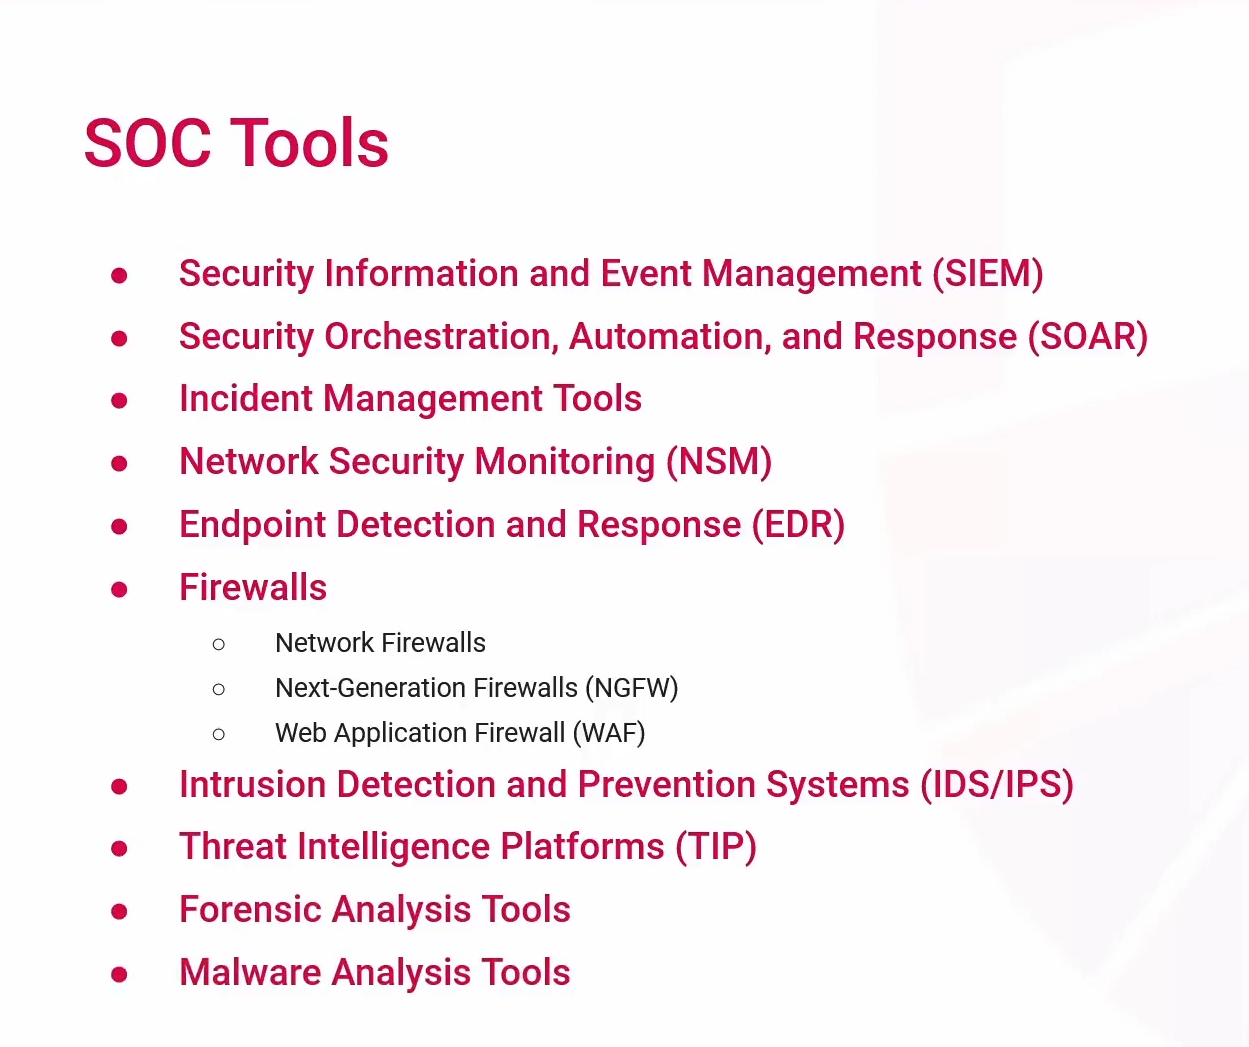 SOC Tools
● Security Information and Event Management (SIEM)
● Security Orchestration, Automation, and Response (SOAR)
● Incident Management Tools
● Network Security Monitoring (NSM)
● Endpoint Detection and Response (EDR)
● Firewalls
○ Network Firewalls
○ Next-Generation Firewalls (NGFW)
○ Web Application Firewall (WAF)
● Intrusion Detection and Prevention Systems (IDS/IPS)
● Threat Intelligence Platforms (TIP)
● Forensic Analysis Tools
● Malware Analysis Tools